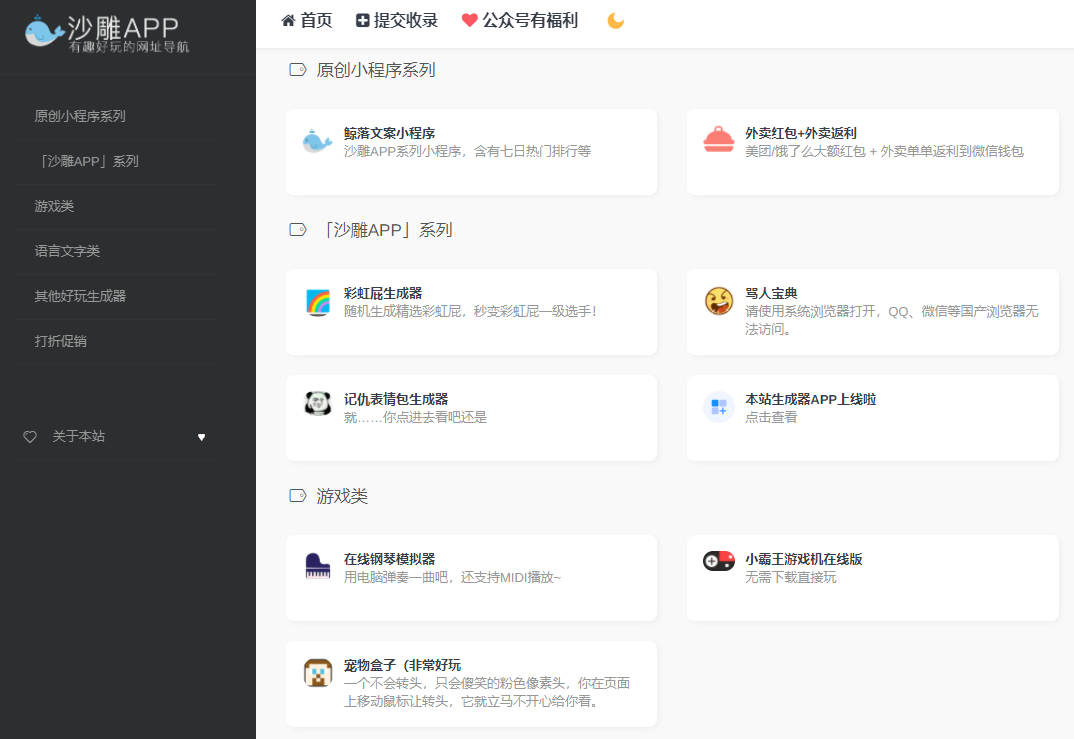 沙雕APP
有趣好玩的网址导航
首页
提交收录
公众号有福利
原创小程序系列
「沙雕APP」系列
游戏类
语言文字类
其他好玩生成器
打折促销
关于本站
原创小程序系列
鲸落文案小程序
沙雕APP系列小程序，含有七日热门排行等
外卖红包+外卖返利
美团/饿了么大额红包 + 外卖单单返利到微信钱包
「沙雕APP」系列
彩虹屁生成器
随机生成精选彩虹屁，秒变彩虹屁一级选手！
骂人宝典
请使用系统浏览器打开，QQ、微信等国产浏览器无
法访问。
记仇表情包生成器
就……你点进去看吧还是
本站生成器APP上线啦
点击查看
游戏类
在线钢琴模拟器
用电脑弹奏一曲吧，还支持MIDI播放~
小霸王游戏机在线版
无需下载直接玩
宠物盒子（非常好玩
一个不会转头，只会傻笑的粉色像素头，你在页面
上移动鼠标让转头，它就立马不开心给你看。